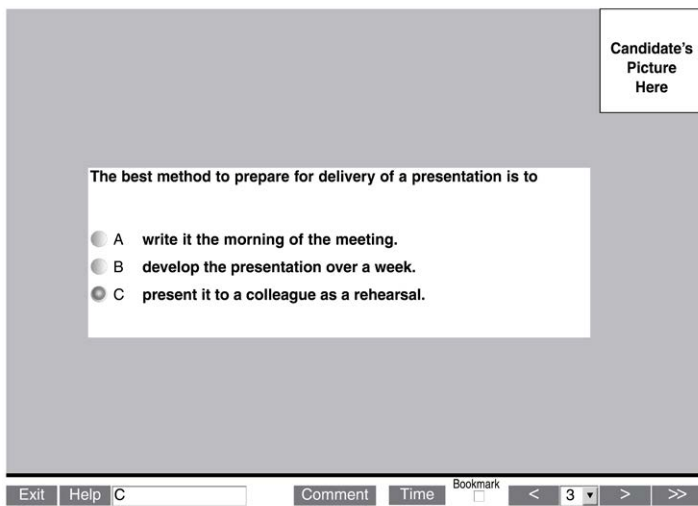 Candidate's
Picture
Here
The best method to prepare for delivery of a presentation is to
A write it the morning of the meeting.
B develop the presentation over a week.
C present it to a colleague as a rehearsal.
Exit Help C Comment Time Bookmark < 3 > >>